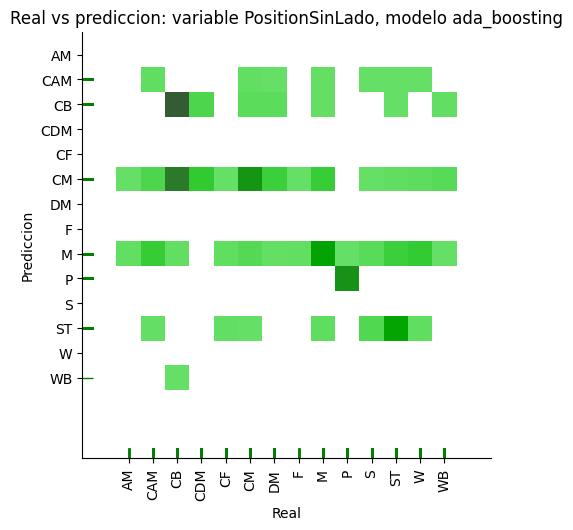 Real vs prediccion: variable PositionSinLado, modelo ada_boosting
AM
CAM
CB
CDM
CF
CM
DM
F
M
P
S
ST
W
WB
Prediccion
AM
CAM
CB
CDM
CF
CM
DM
F
M
P
S
ST
W
WB
Real